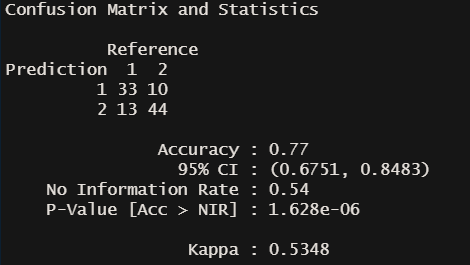 Confusion Matrix and Statistics
Reference
Prediction 1 2
1 33 10
2 13 44
Accuracy : 0.77
95% CI : (0.6751, 0.8483)
No Information Rate : 0.54
P-Value [Acc > NIR] : 1.628e-06
Kappa : 0.5348